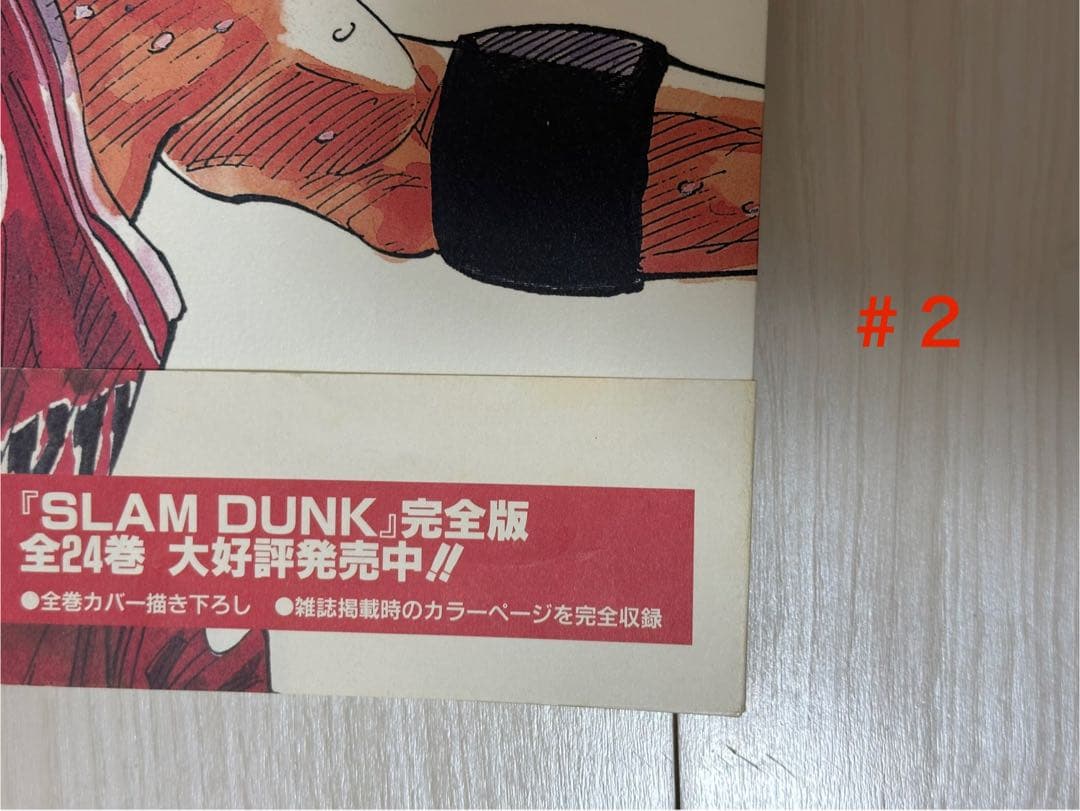 #2
『SLAM DUNK』完全版
全24巻 大好評発売中!!
●全巻カバー描き下ろし ●雑誌掲載時のカラーページを完全収録